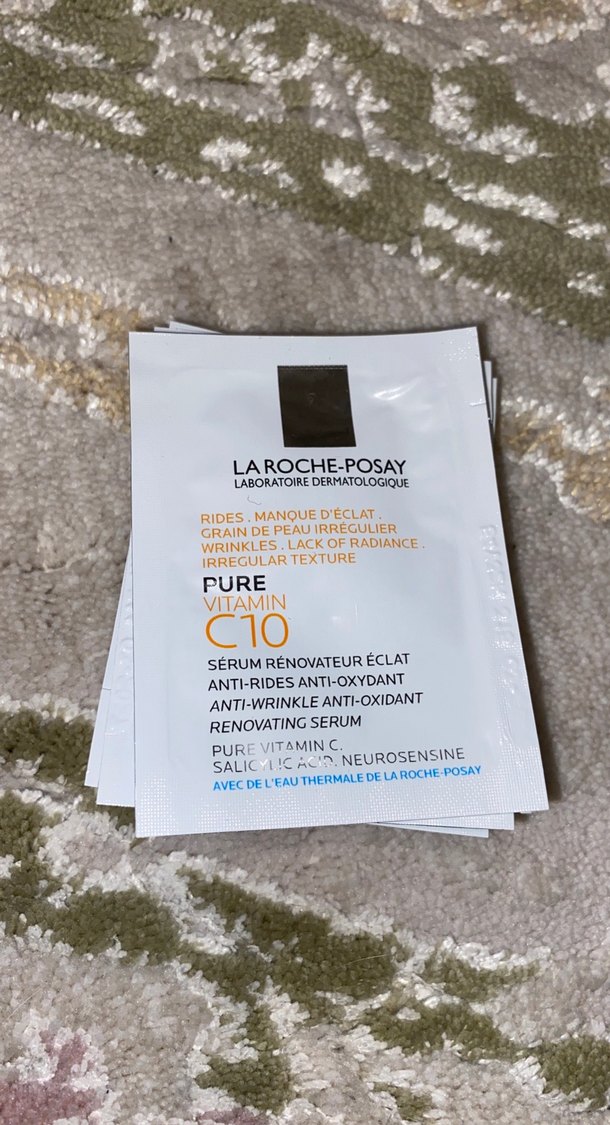 LA ROCHE-POSAY
LABORATOIRE DERMATOLOGIQUE
RIDES . MANQUE D'ÉCLAT .
GRAIN DE PEAU IRRÉGULIER
WRINKLES . LACK OF RADIANCE .
IRREGULAR TEXTURE
PURE
VITAMIN
C10
SÉRUM RÉNOVATEUR ÉCLAT
ANTI-RIDES ANTI-OXYDANT
ANTI-WRINKLE ANTI-OXIDANT
RENOVATING SERUM
PURE VITAMIN C.
SALICYLIC ACID. NEUROSENSINE
AVEC DE L'EAU THERMALE DE LA ROCHE-POSAY